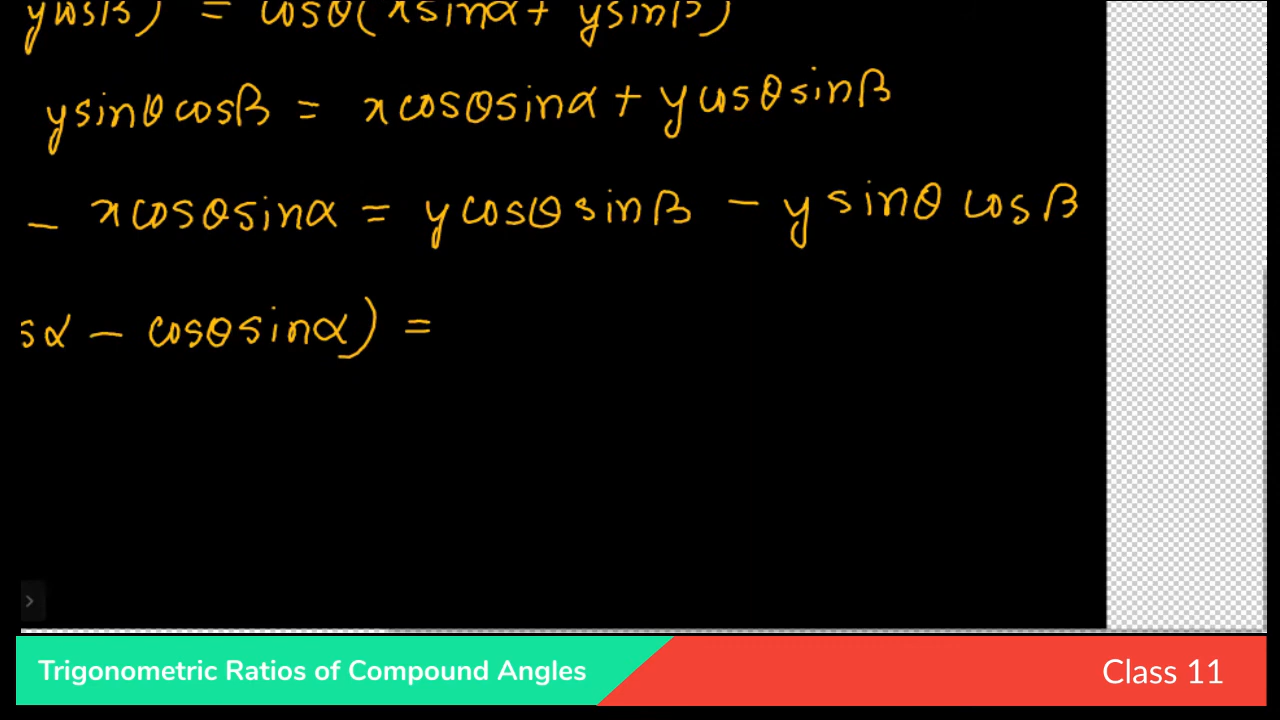 ycosβ) = cosθ(xsinα + ysinβ)
ysinθcosβ = xcosθsinα + ycosθsinβ
– xcosθsinα = ycosθsinβ – ysinθcosβ
sα – cosθsinα) =
Trigonometric Ratios of Compound Angles
Class 11